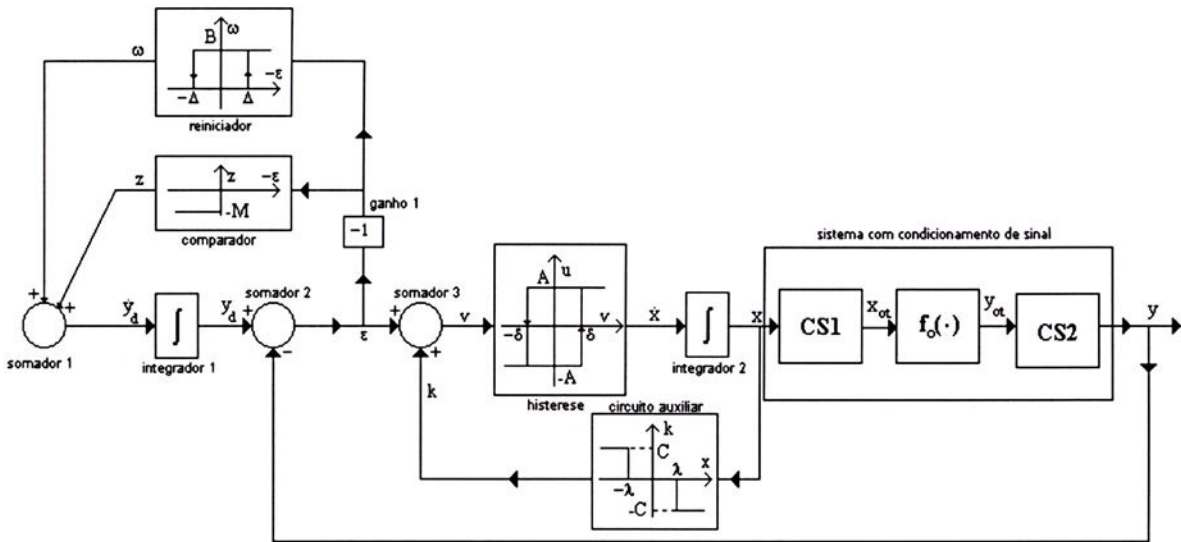 ω
B
ω
-ε
-Δ
Δ
reiniciador
z
z
-ε
-M
comparador
ganho 1
-1
sistema com condicionamento de sinal
+
+
somador 1
ẏd
∫
integrador 1
yd
somador 2
+
-
ε
somador 3
+
+
v
A
u
v
-δ
δ
-A
histerese
ẋ
∫
integrador 2
x
CS1
xot
fo(·)
yot
CS2
y
k
circuito auxiliar
k
C
λ
x
-λ
-C